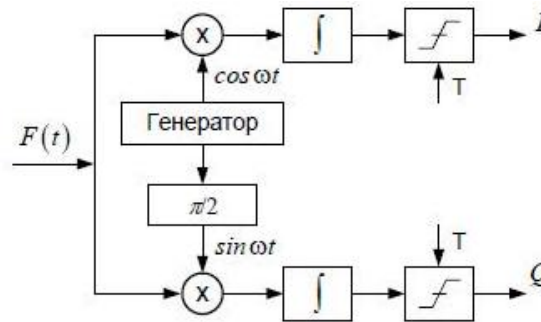 X
∫
I
cos ωt
T
Генератор
F(t)
π/2
T
sin ωt
X
∫
Q